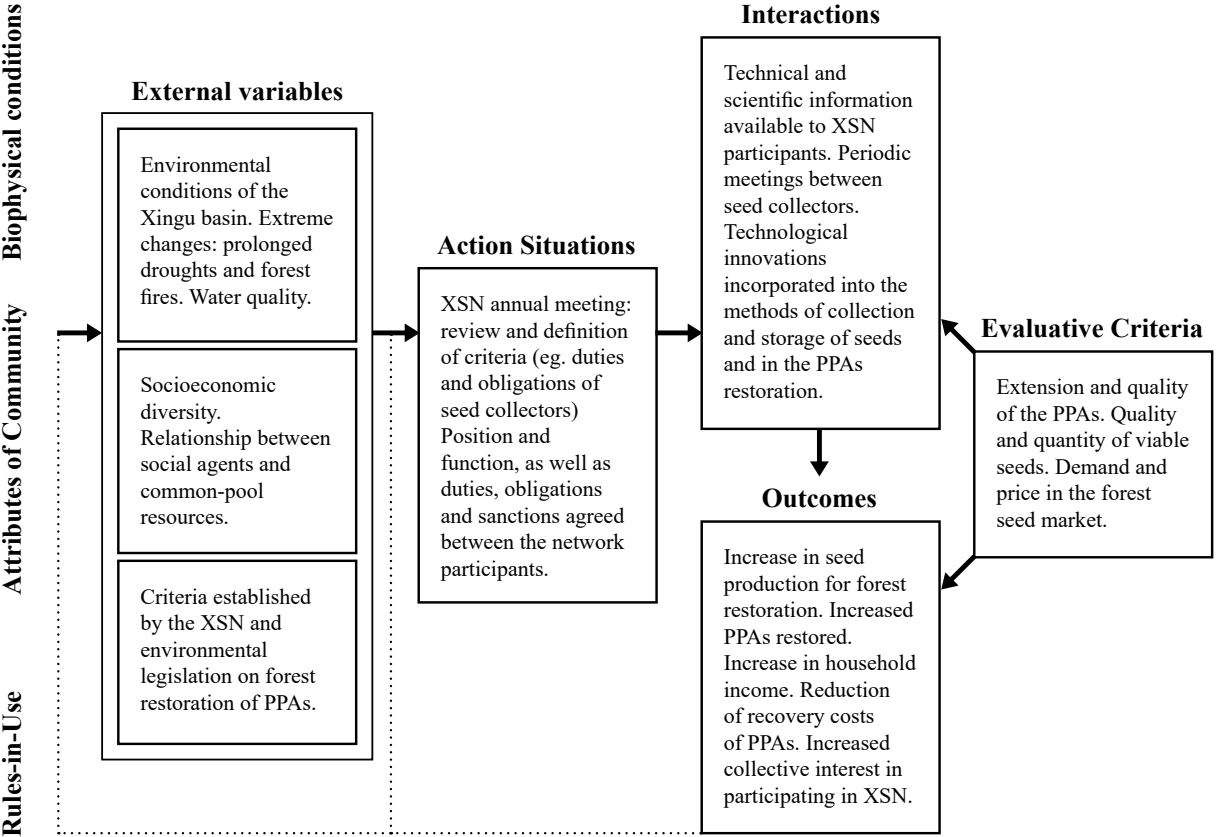 Biophysical conditions
Attributes of Community
Rules-in-Use
External variables
Environmental
conditions of the
Xingu basin. Extreme
changes: prolonged
droughts and forest
fires. Water quality.
Socioeconomic
diversity.
Relationship between
social agents and
common-pool
resources.
Criteria established
by the XSN and
environmental
legislation on forest
restoration of PPAs.
Action Situations
XSN annual meeting:
review and definition
of criteria (eg. duties
and obligations of
seed collectors)
Position and
function, as well as
duties, obligations
and sanctions agreed
between the network
participants.
Interactions
Technical and
scientific information
available to XSN
participants. Periodic
meetings between
seed collectors.
Technological
innovations
incorporated into the
methods of collection
and storage of seeds
and in the PPAs
restoration.
Outcomes
Increase in seed
production for forest
restoration. Increased
PPAs restored.
Increase in household
income. Reduction
of recovery costs
of PPAs. Increased
collective interest in
participating in XSN.
Evaluative Criteria
Extension and quality
of the PPAs. Quality
and quantity of viable
seeds. Demand and
price in the forest
seed market.